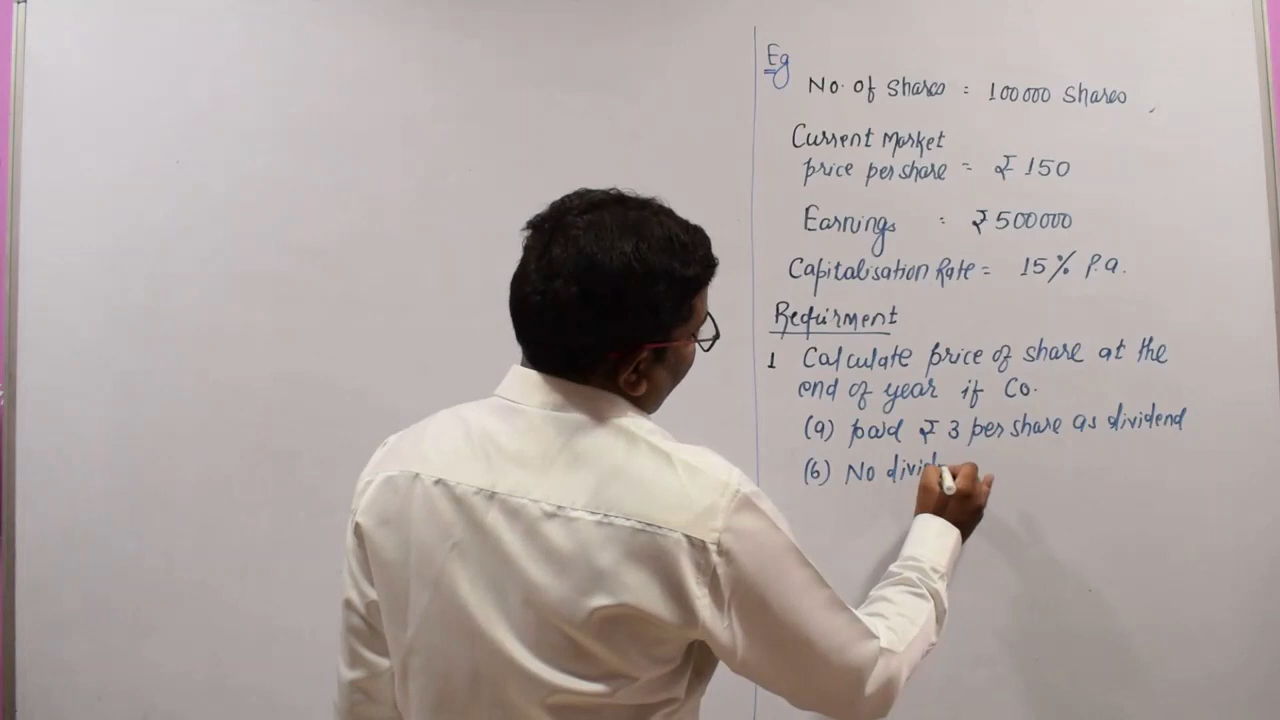 Eg
No. of shares = 100000 shares
Current Market
price per share = ₹ 150
Earnings = ₹ 500000
Capitalisation Rate = 15% P.a.
Requirment
1 Calculate price of share at the
end of year if Co.
(a) paid ₹ 3 per share as dividend
(b) No